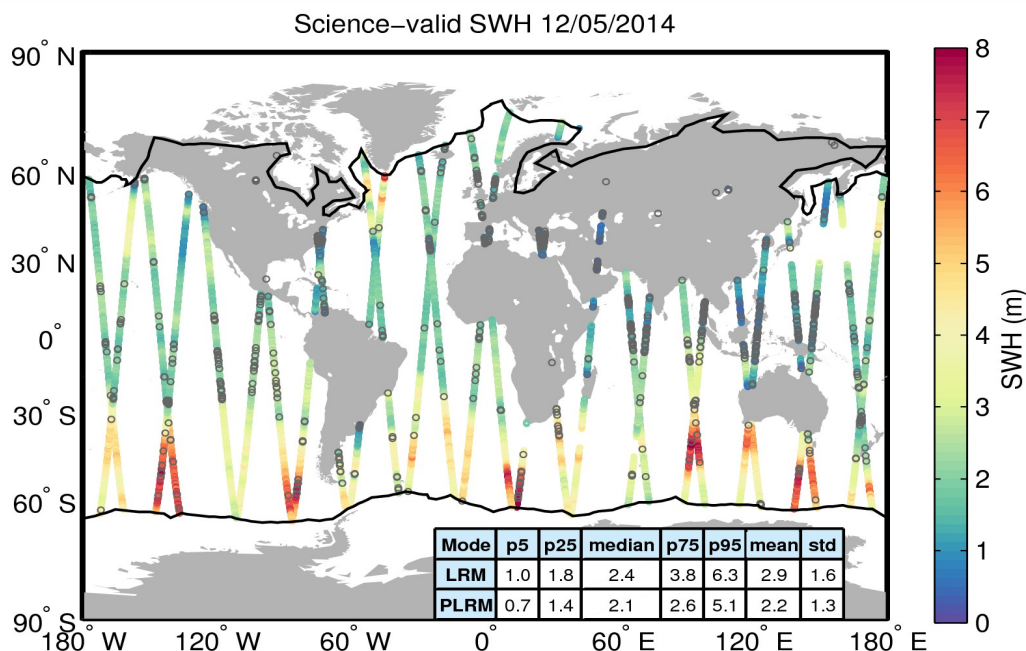 Science−valid SWH 12/05/2014
90° N
60° N
30° N
0°
30° S
60° S
90° S
180° W
120° W
60° W
0°
60° E
120° E
180° E
Mode p5 p25 median p75 p95 mean std
LRM 1.0 1.8 2.4 3.8 6.3 2.9 1.6
PLRM 0.7 1.4 2.1 2.6 5.1 2.2 1.3
8
7
6
5
4
3
2
1
0
SWH (m)